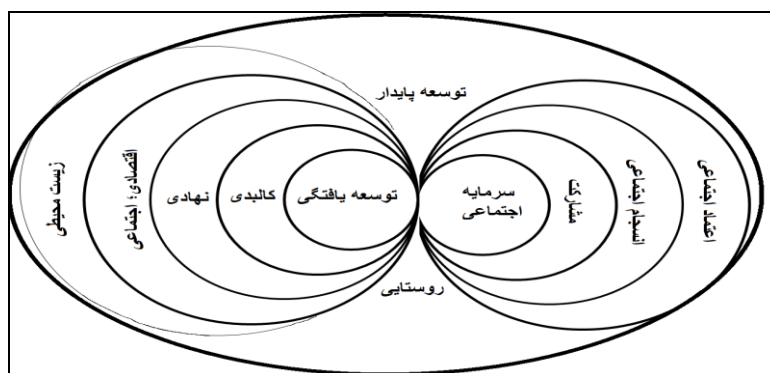 توسعه پایدار
اعتماد اجتماعی
انسجام اجتماعی
مشارکت
سرمایه
اجتماعی
توسعه یافتگی
کالبدی
نهادی
اقتصادی؛ اجتماعی
زیست محیطی
روستایی